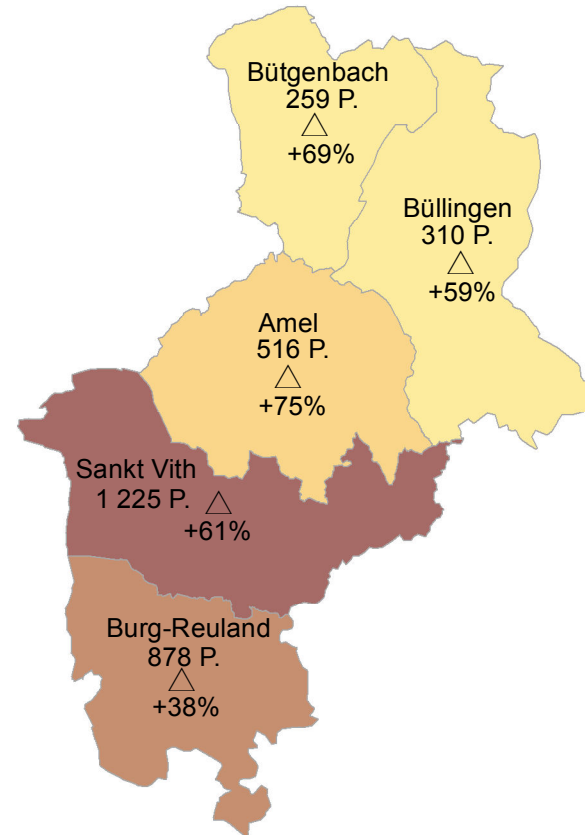 Bütgenbach
259 P.
+69%
Büllingen
310 P.
+59%
Amel
516 P.
+75%
Sankt Vith
1 225 P.
+61%
Burg-Reuland
878 P.
+38%